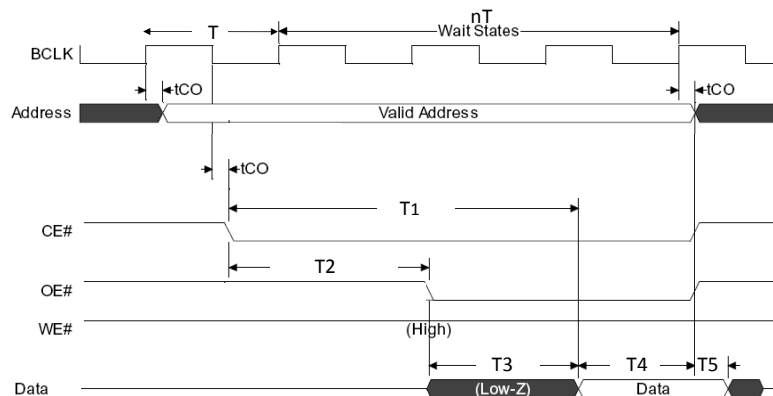 T
nT
Wait States
BCLK
tCO
tCO
Address
Valid Address
tCO
T1
CE#
T2
OE#
WE#
(High)
T3
T4
T5
Data
(Low-Z)
Data